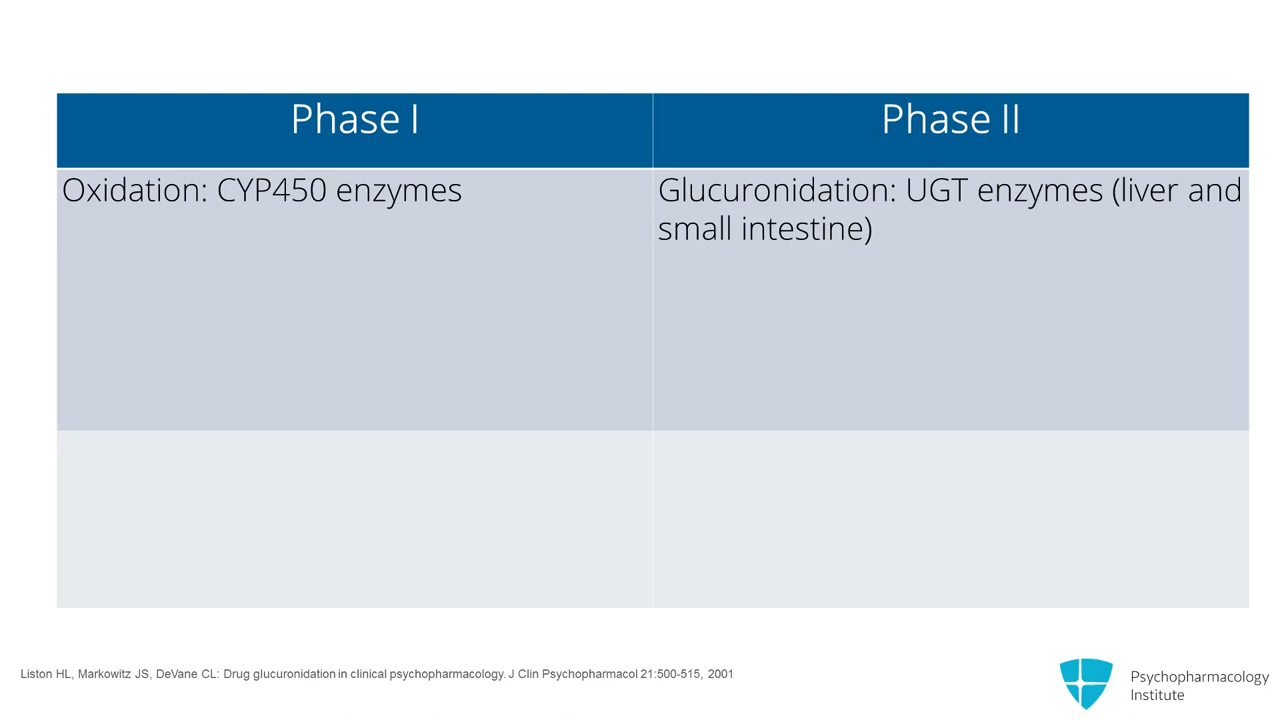 Phase I
Phase II
Oxidation: CYP450 enzymes
Glucuronidation: UGT enzymes (liver and
small intestine)
Liston HL, Markowitz JS, DeVane CL: Drug glucuronidation in clinical psychopharmacology. J Clin Psychopharmacol 21:500-515, 2001
Psychopharmacology
Institute